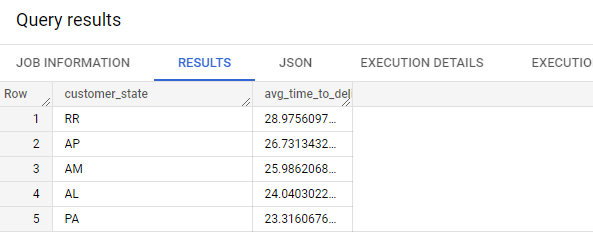 Query results
JOB INFORMATION RESULTS JSON EXECUTION DETAILS EXECUTIO
Row customer_state avg_time_to_del
1 RR 28.9756097...
2 AP 26.7313432...
3 AM 25.9862068...
4 AL 24.0403022...
5 PA 23.3160676...